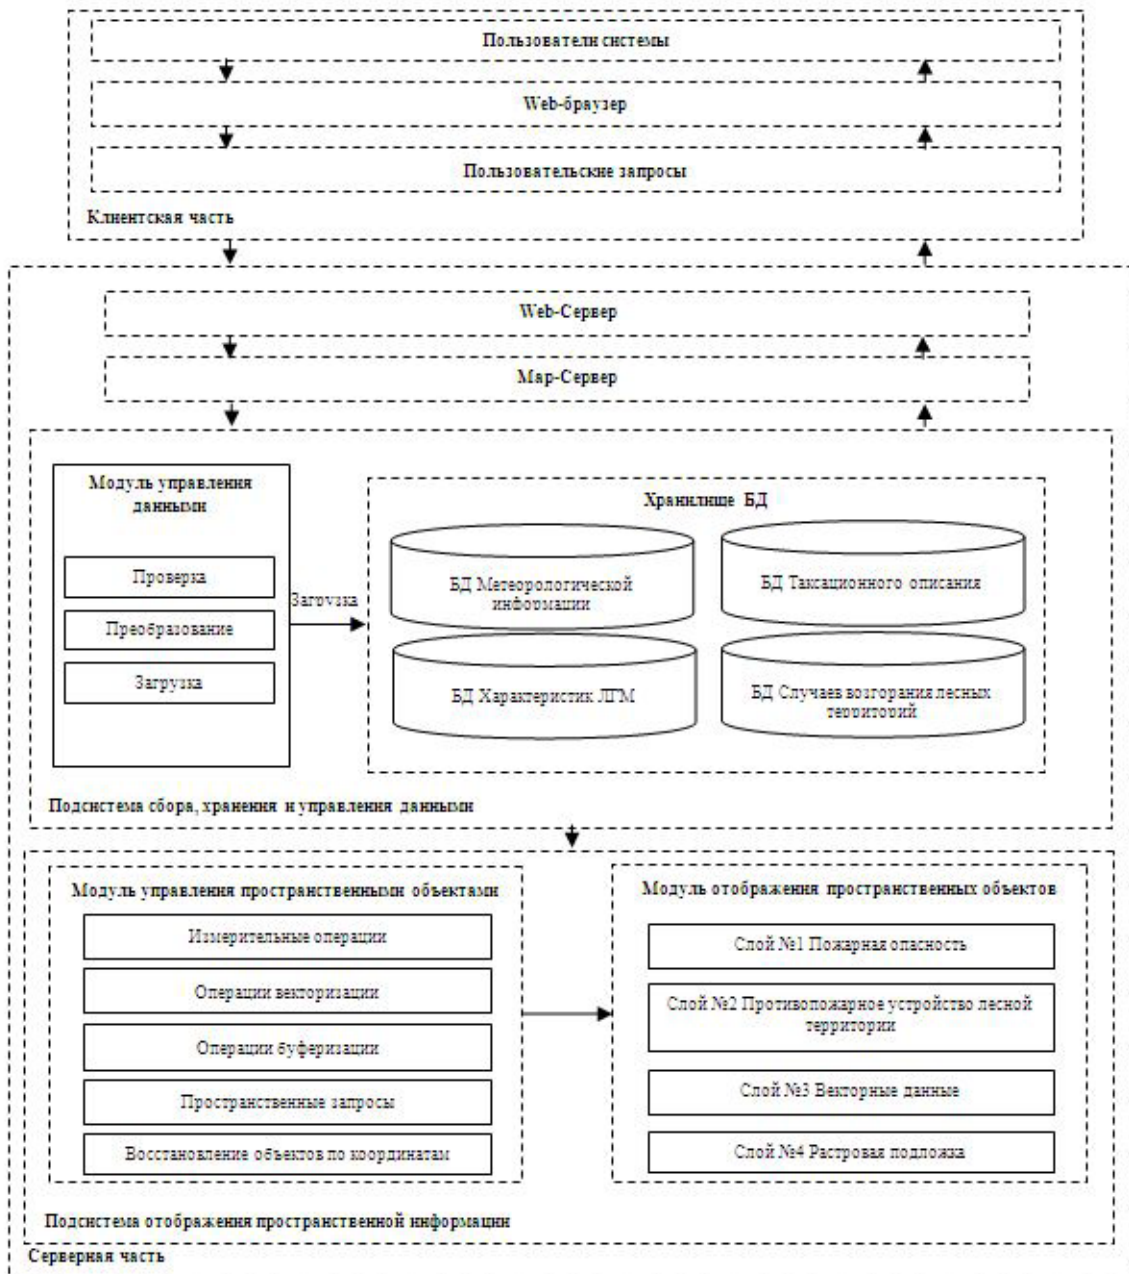 Пользователи системы
Web-браузер
Пользовательские запросы
Клиентская часть
Web-Сервер
Map-Сервер
Модуль управления
данными
Проверка
Преобразование
Загрузка
Загрузка
Хранилище БД
БД Метеорологической
информации
БД Таксационного описания
БД Характеристик ЛГМ
БД Случаев возгорания лесных
территорий
Подсистема сбора, хранения и управления данными
Модуль управления пространственными объектами
Измерительные операции
Операции векторизации
Операции буферизации
Пространственные запросы
Восстановление объектов по координатам
Модуль отображения пространственных объектов
Слой №1 Пожарная опасность
Слой №2 Противопожарное устройство лесной
территории
Слой №3 Векторные данные
Слой №4 Растровая подложка
Подсистема отображения пространственной информации
Серверная часть